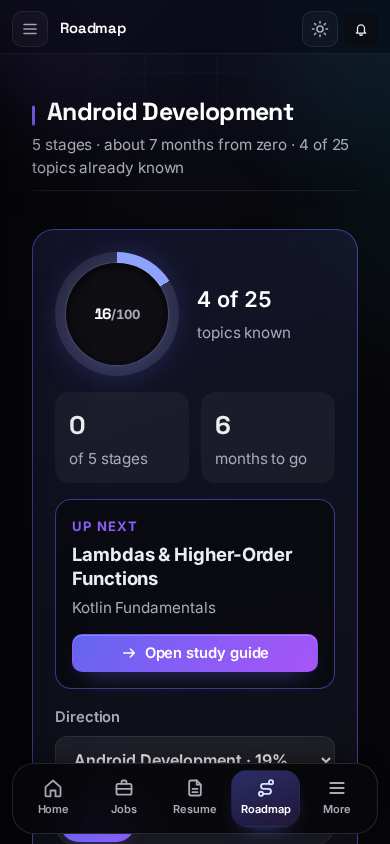 Roadmap
Android Development
5 stages · about 7 months from zero · 4 of 25
topics already known
16/100
4 of 25
topics known
0
of 5 stages
6
months to go
UP NEXT
Lambdas & Higher-Order
Functions
Kotlin Fundamentals
→ Open study guide
Direction
Android Development · 19%
Home
Jobs
Resume
Roadmap
More